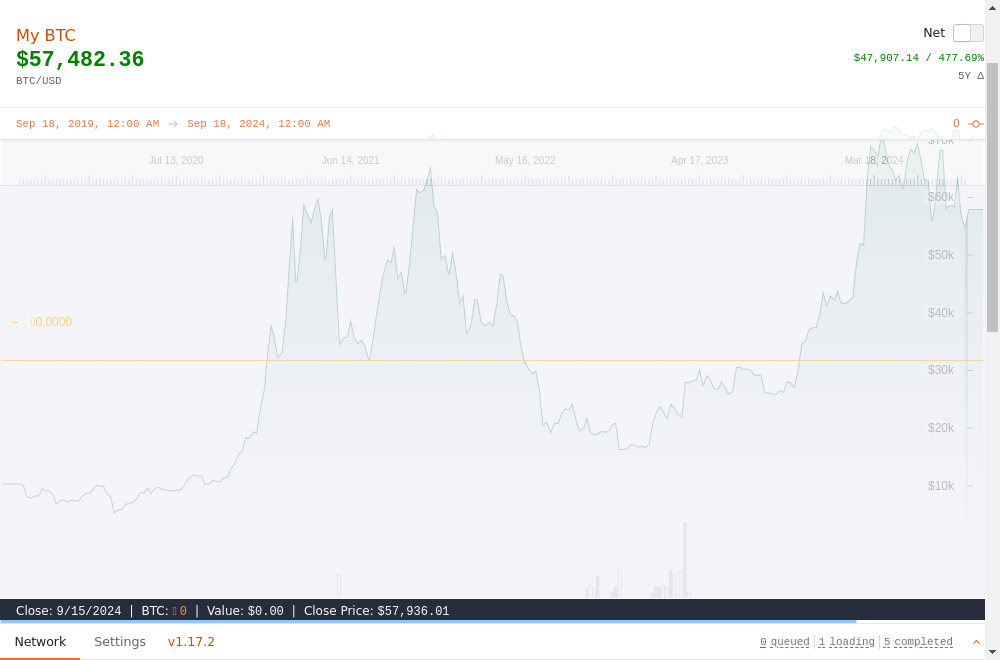 My BTC
Net
$57,482.36
$47,907.14 / 477.69%
BTC/USD
5Y Δ
Sep 18, 2019, 12:00 AM → Sep 18, 2024, 12:00 AM
0
$70k
Jul 13, 2020 Jun 14, 2021 May 16, 2022 Apr 17, 2023 Mar 18, 2024
$60k
$50k
$40k
0.0000
$30k
$20k
$10k
Close: 9/15/2024 | BTC: 0 | Value: $0.00 | Close Price: $57,936.01
Network Settings v1.17.2 0 queued 1 loading 5 completed